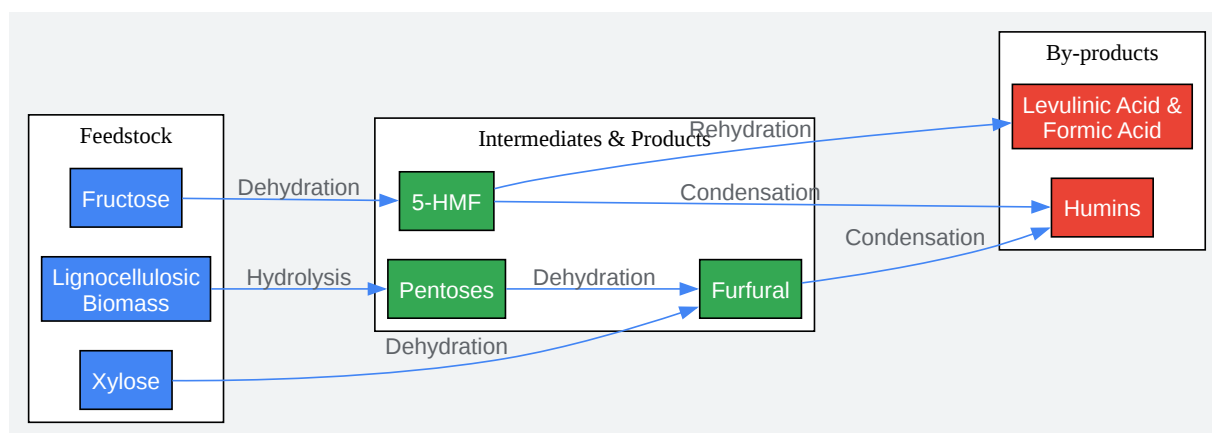 By-products
Levulinic Acid &
Formic Acid
Humins
Rehydration
Condensation
Condensation
Intermediates & Products
5-HMF
Pentoses
Dehydration
Furfural
Feedstock
Fructose
Dehydration
Lignocellulosic
Biomass
Hydrolysis
Xylose
Dehydration